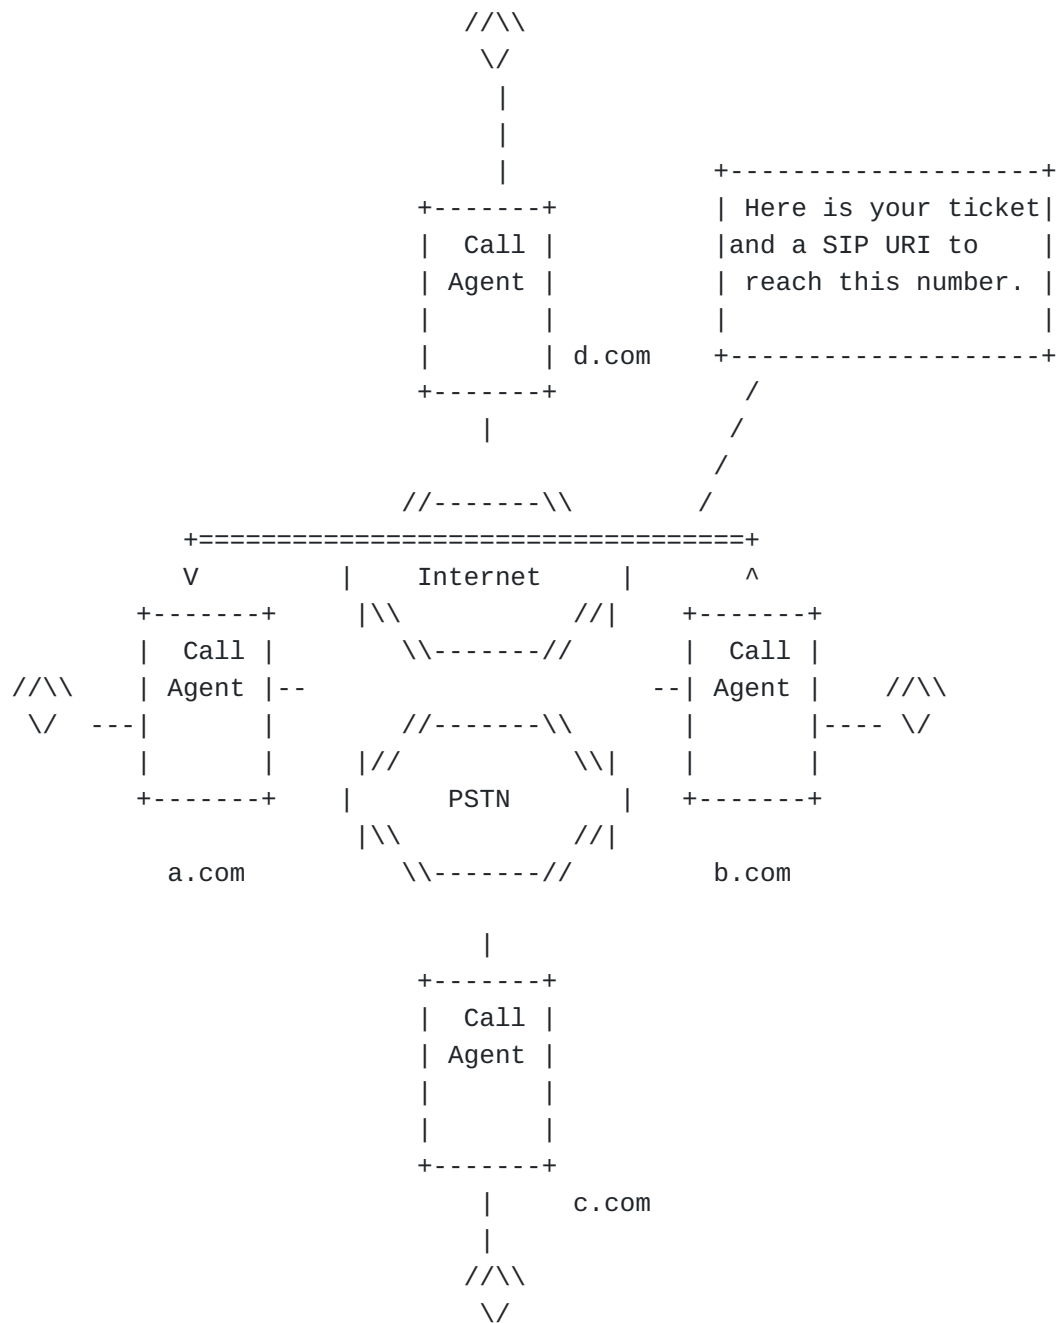 Call
Agent
d.com
Here is your ticket
and a SIP URI to
reach this number.
Internet
Call
Agent
a.com
Call
Agent
b.com
PSTN
Call
Agent
c.com